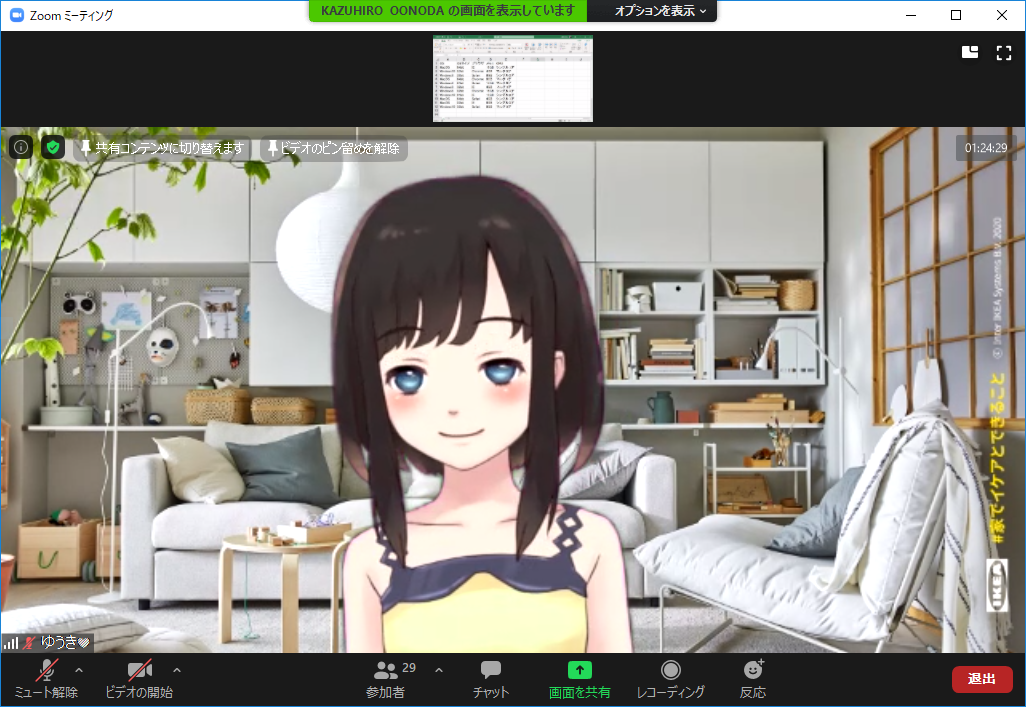 Zoom ミーティング
KAZUHIRO OONODA の画面を表示しています
オプションを表示
共有コンテンツに切り替えます
ビデオのピン留めを解除
01:24:29
© Inter IKEA Systems B.V. 2020
#家でイケアとできること
IKEA
ゆうき
ミュート解除
ビデオの開始
29
参加者
チャット
画面を共有
レコーディング
反応
退出